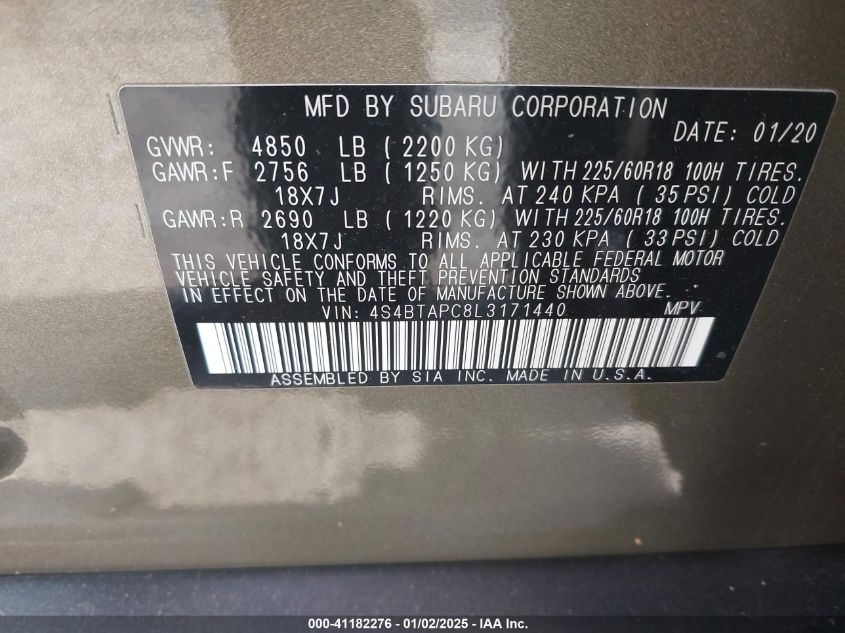 MFD BY SUBARU CORPORATION
DATE: 01/20
GVWR: 4850 LB (2200 KG)
GAWR:F 2756 LB (1250 KG) WITH 225/60R18 100H TIRES.
18X7J RIMS. AT 240 KPA (35 PSI) COLD
GAWR:R 2690 LB (1220 KG) WITH 225/60R18 100H TIRES.
18X7J RIMS. AT 230 KPA (33 PSI) COLD
THIS VEHICLE CONFORMS TO ALL APPLICABLE FEDERAL MOTOR
VEHICLE SAFETY AND THEFT PREVENTION STANDARDS
IN EFFECT ON THE DATE OF MANUFACTURE SHOWN ABOVE.
VIN: 4S4BTAPC8L3171440 MPV
ASSEMBLED BY SIA INC. MADE IN U.S.A.
000-41182276 - 01/02/2025 - IAA Inc.